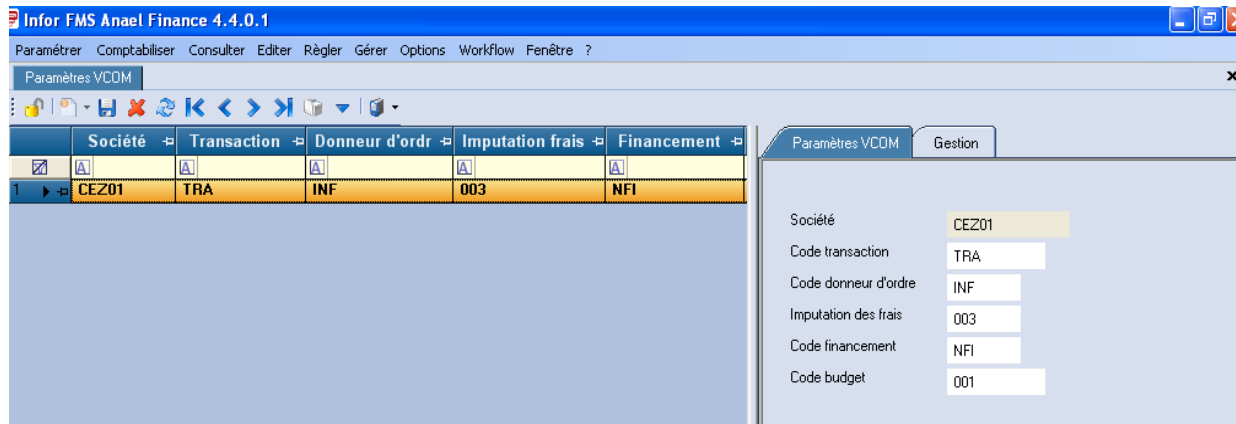 Infor FMS Anael Finance 4.4.0.1
Paramétrer Comptabiliser Consulter Editer Règler Gérer Options Workflow Fenêtre ?
Paramètres VCOM
Société Transaction Donneur d'ordr Imputation frais Financement
A A A A A
1 CEZ01 TRA INF 003 NFI
Paramètres VCOM Gestion
Société CEZ01
Code transaction TRA
Code donneur d'ordre INF
Imputation des frais 003
Code financement NFI
Code budget 001